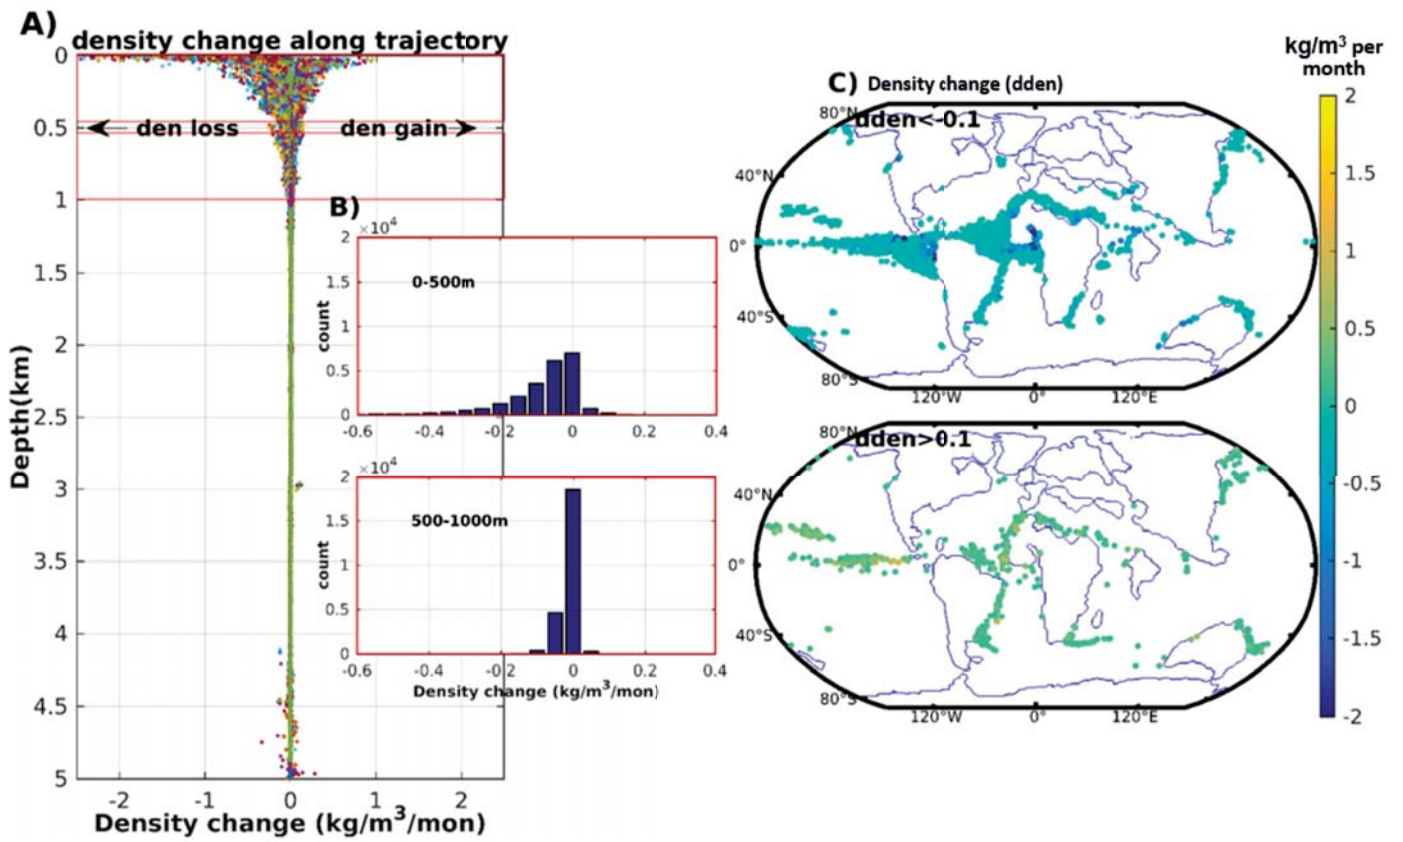 A)
density change along trajectory
0
0.5
1
1.5
2
2.5
3
3.5
4
4.5
5
Depth(km)
den loss
den gain
-2
-1
0
1
2
Density change (kg/m³/mon)
B)
×10⁴
2
1.5
1
0.5
0
count
0-500m
-0.6
-0.4
-0.2
0
0.2
0.4
×10⁴
2
1.5
1
0.5
0
count
500-1000m
-0.6
-0.4
-0.2
0
0.2
0.4
Density change (kg/m³/mon)
C) Density change (dden)
80°N
dden<-0.1
40°N
0°
40°S
80°S
120°W
0°
120°E
80°N
dden>0.1
40°N
0°
40°S
80°S
120°W
0°
120°E
kg/m³ per
month
2
1.5
1
0.5
0
-0.5
-1
-1.5
-2